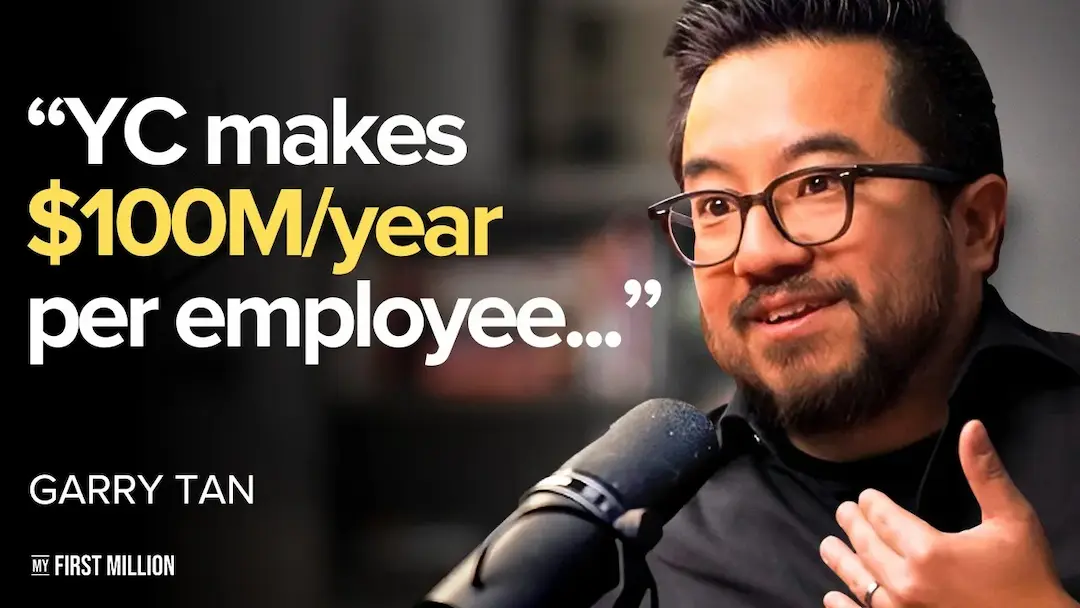 “YC makes
$100M/year
per employee...”
GARRY TAN
MY FIRST MILLION